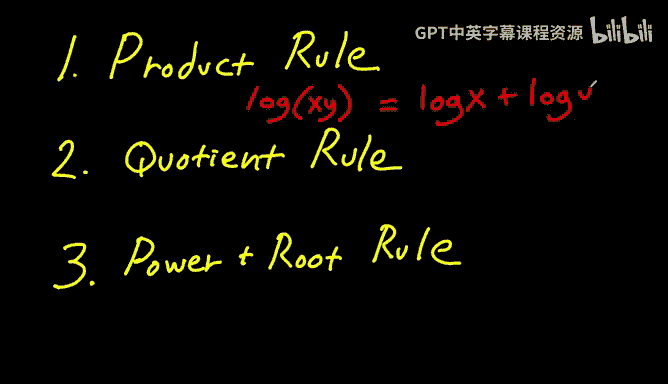 GPT中英字幕课程资源 bilibili
1. Product Rule
log(xy) = logx + log
2. Quotient Rule
3. Power + Root Rule